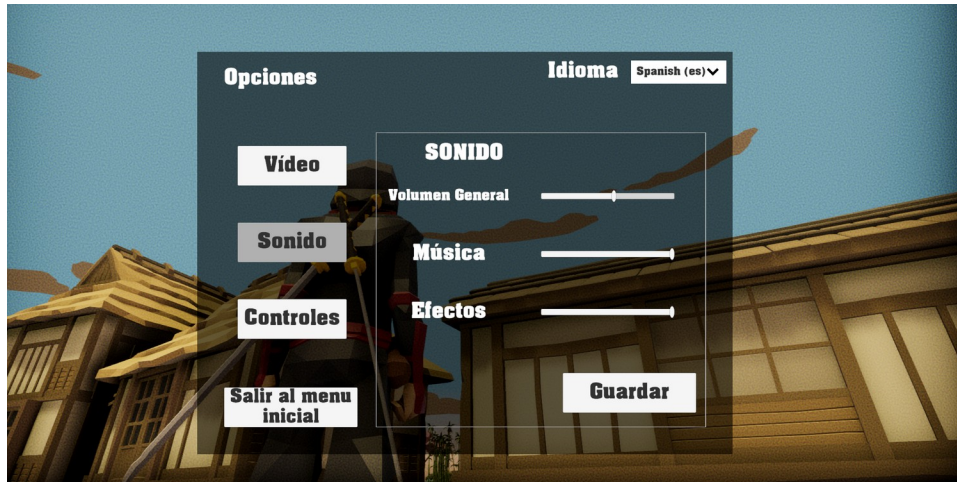 Opciones
Idioma
Spanish (es)
Vídeo
Sonido
Controles
Salir al menu
inicial
SONIDO
Volumen General
Música
Efectos
Guardar